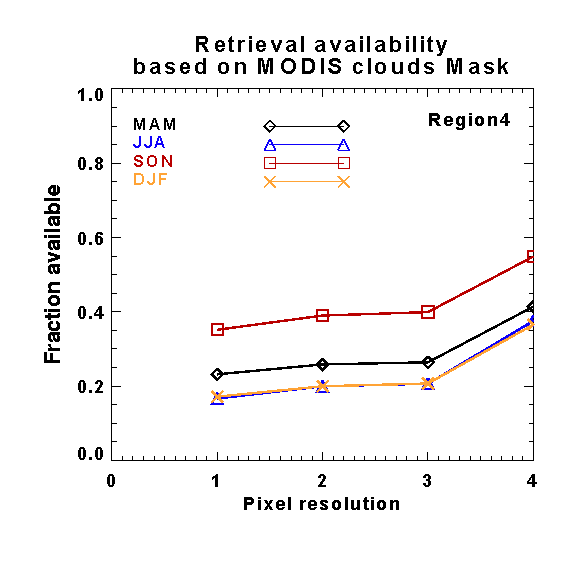 Retrieval availability
based on MODIS clouds Mask
1.0
0.8
0.6
0.4
0.2
0.0
Fraction available
MAM
JJA
SON
DJF
Region4
0 1 2 3 4
Pixel resolution